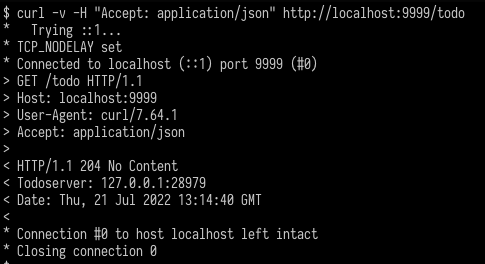 $ curl -v -H "Accept: application/json" http://localhost:9999/todo
*   Trying ::1...
* TCP_NODELAY set
* Connected to localhost (::1) port 9999 (#0)
> GET /todo HTTP/1.1
> Host: localhost:9999
> User-Agent: curl/7.64.1
> Accept: application/json
>
< HTTP/1.1 204 No Content
< Todoserver: 127.0.0.1:28979
< Date: Thu, 21 Jul 2022 13:14:40 GMT
<
* Connection #0 to host localhost left intact
* Closing connection 0